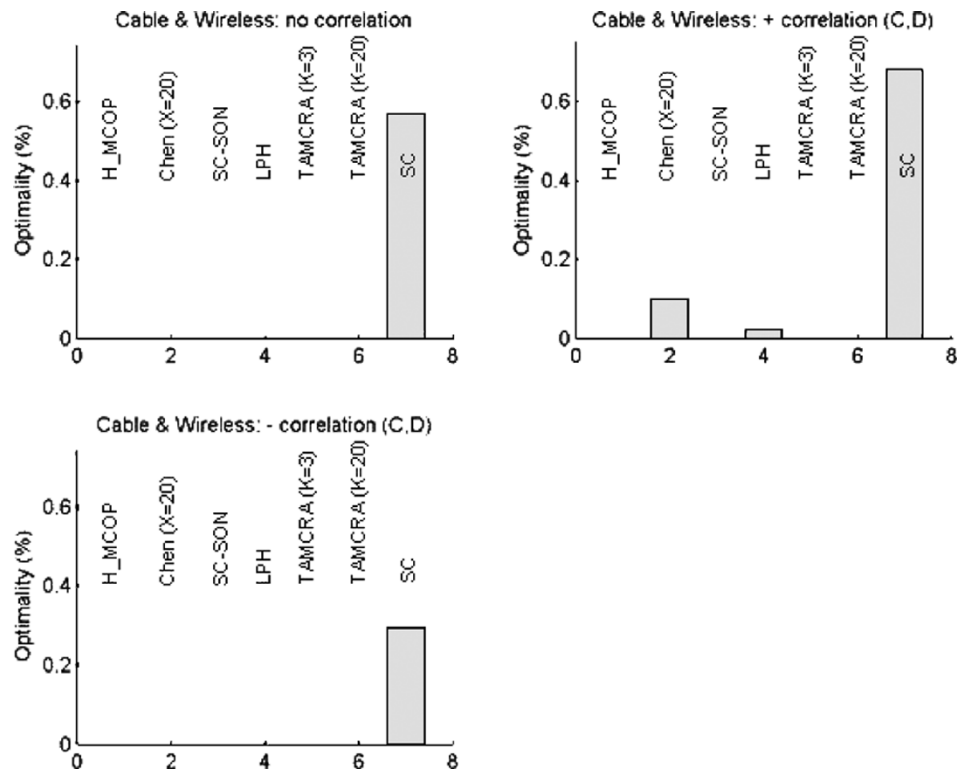 Cable & Wireless: no correlation
Optimality (%)
0.6
0.4
0.2
0
H_MCOP
Chen (X=20)
SC-SON
LPH
TAMCRA (K=3)
TAMCRA (K=20)
SC
0 2 4 6 8
Cable & Wireless: + correlation (C,D)
Optimality (%)
0.6
0.4
0.2
0
H_MCOP
Chen (X=20)
SC-SON
LPH
TAMCRA (K=3)
TAMCRA (K=20)
SC
0 2 4 6 8
Cable & Wireless: - correlation (C,D)
Optimality (%)
0.6
0.4
0.2
0
H_MCOP
Chen (X=20)
SC-SON
LPH
TAMCRA (K=3)
TAMCRA (K=20)
SC
0 2 4 6 8